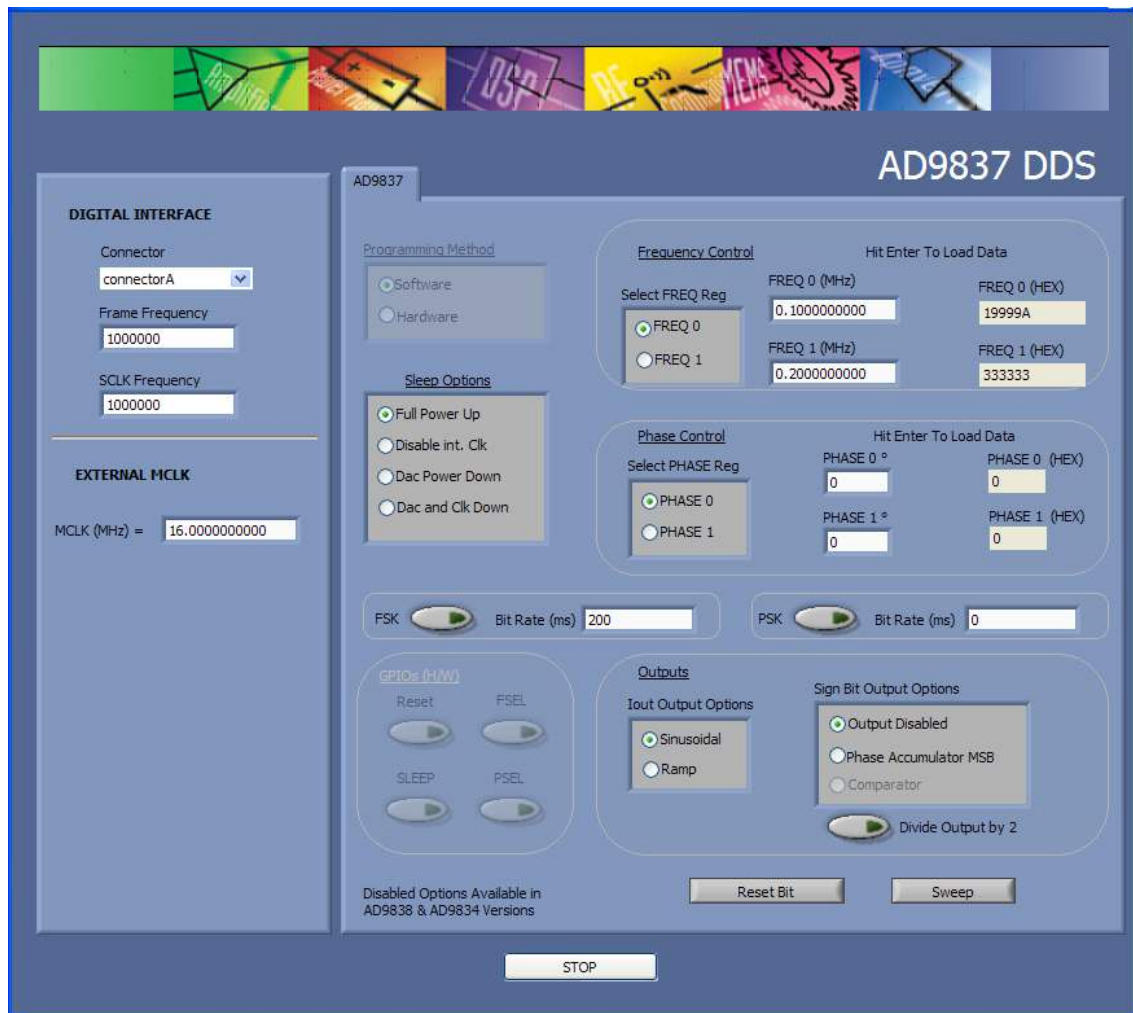 Amplifier
Power
DSP
RF
MEMS
AD9837 DDS
DIGITAL INTERFACE
Connector
connectorA
Frame Frequency
1000000
SCLK Frequency
1000000
EXTERNAL MCLK
MCLK (MHz) = 16.0000000000
AD9837
Programming Method
Software
Hardware
Sleep Options
Full Power Up
Disable int. Clk
Dac Power Down
Dac and Clk Down
Frequency Control Hit Enter To Load Data
Select FREQ Reg
FREQ 0
FREQ 1
FREQ 0 (MHz) FREQ 0 (HEX)
0.1000000000 19999A
FREQ 1 (MHz) FREQ 1 (HEX)
0.2000000000 333333
Phase Control Hit Enter To Load Data
Select PHASE Reg
PHASE 0
PHASE 1
PHASE 0 ° PHASE 0 (HEX)
0 0
PHASE 1 ° PHASE 1 (HEX)
0 0
FSK Bit Rate (ms) 200
PSK Bit Rate (ms) 0
GPIOs (H/W)
Reset FSEL
SLEEP PSEL
Outputs
Iout Output Options
Sinusoidal
Ramp
Sign Bit Output Options
Output Disabled
Phase Accumulator MSB
Comparator
Divide Output by 2
Disabled Options Available in
AD9838 & AD9834 Versions
Reset Bit Sweep
STOP